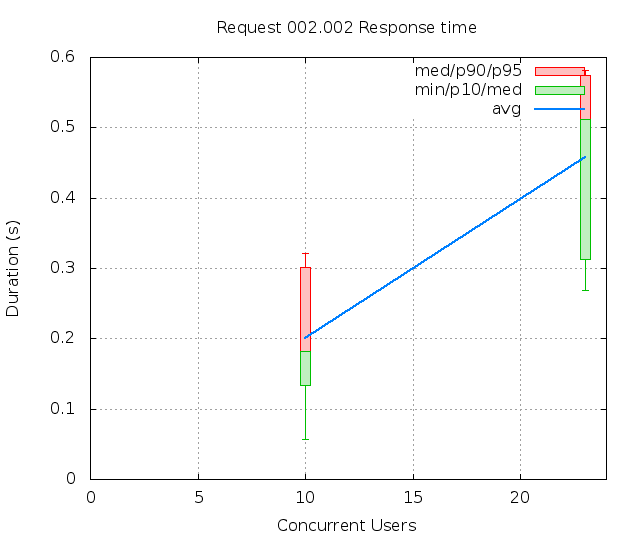 Request 002.002 Response time
0.6
0.5
0.4
0.3
0.2
0.1
0
med/p90/p95
min/p10/med
avg
Duration (s)
0 5 10 15 20
Concurrent Users